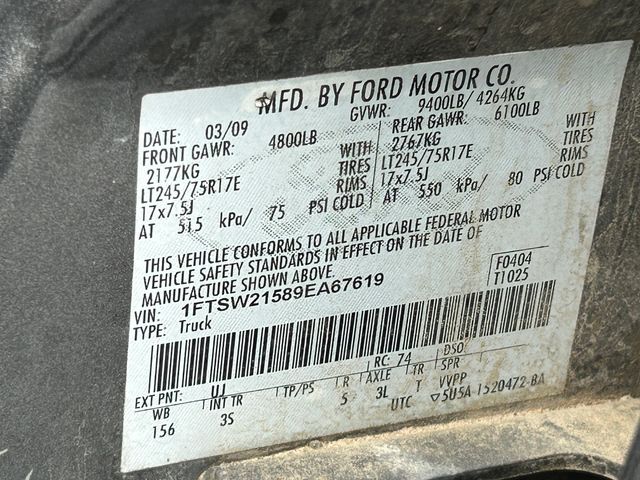 MFD. BY FORD MOTOR CO.
DATE: 03/09 GVWR: 9400LB/ 4264KG
FRONT GAWR: 4800LB REAR GAWR: 6100LB
2177KG WITH 2767KG WITH
LT245/75R17E TIRES LT245/75R17E TIRES
17x7.5J RIMS 17x7.5J RIMS
AT 515 kPa/ 75 PSI COLD AT 550 kPa/ 80 PSI COLD
THIS VEHICLE CONFORMS TO ALL APPLICABLE FEDERAL MOTOR
VEHICLE SAFETY STANDARDS IN EFFECT ON THE DATE OF
MANUFACTURE SHOWN ABOVE.
VIN: 1FTSW21589EA67619 F0404
TYPE: Truck T1025
EXT PNT: UJ RC: 74 DSO:
WB INT TR TP/PS R AXLE TR SPR
156 3S 5 3L T VVPP
UTC ▽5U5A 1520472-BA